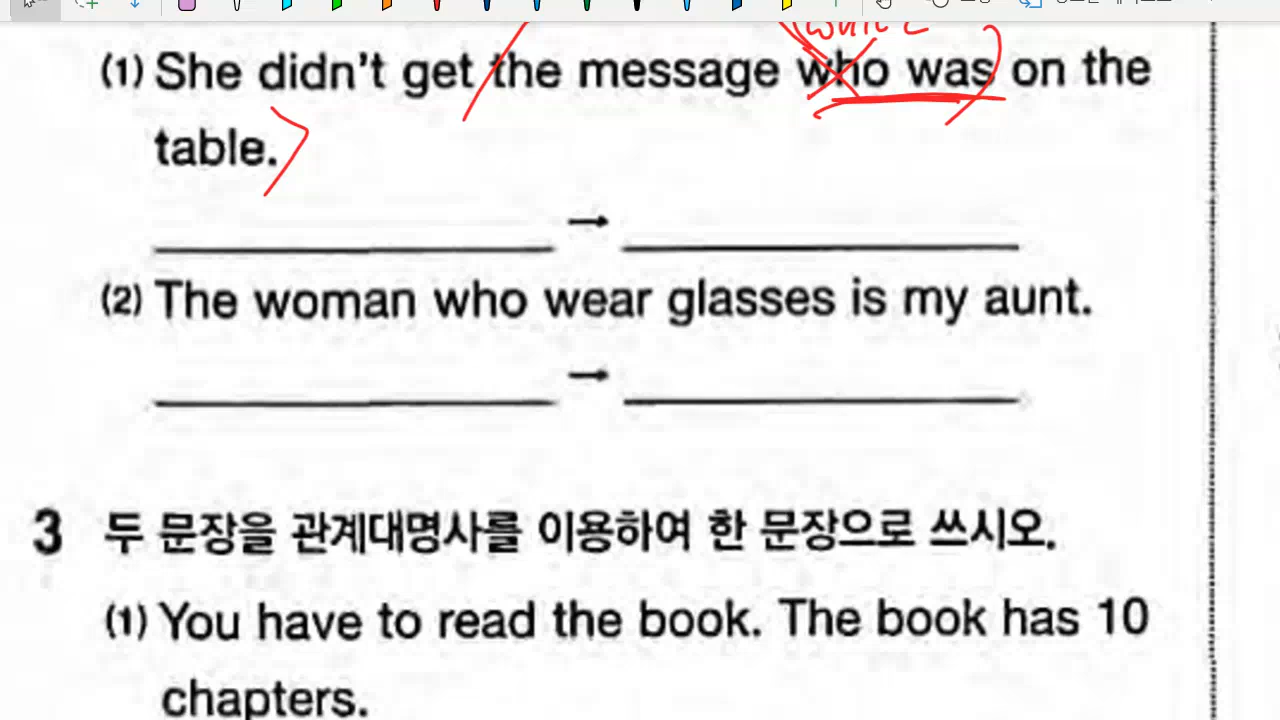 (1) She didn't get the message who was on the
table.
→
(2) The woman who wear glasses is my aunt.
→
3 두 문장을 관계대명사를 이용하여 한 문장으로 쓰시오.
(1) You have to read the book. The book has 10
chapters.